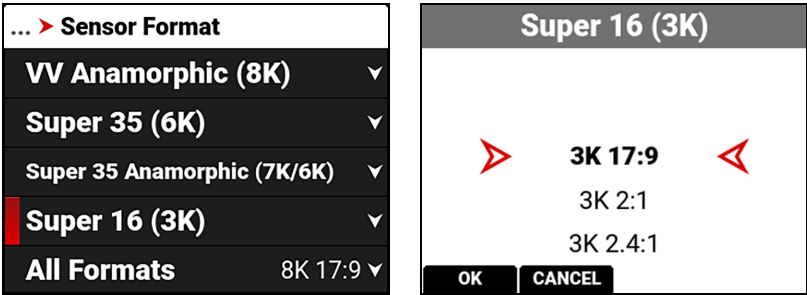 ... Sensor Format
VV Anamorphic (8K)
Super 35 (6K)
Super 35 Anamorphic (7K/6K)
Super 16 (3K)
All Formats 8K 17:9
Super 16 (3K)
3K 17:9
3K 2:1
3K 2.4:1
OK CANCEL